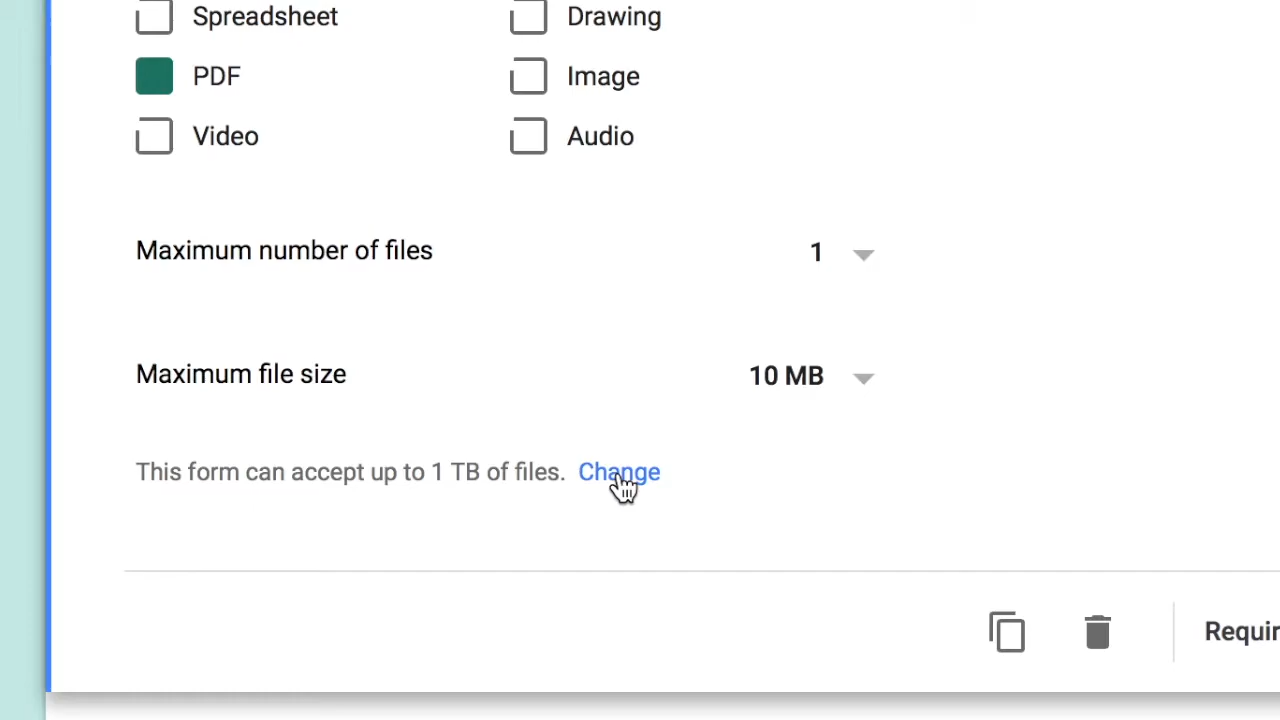 Spreadsheet Drawing
PDF Image
Video Audio
Maximum number of files 1
Maximum file size 10 MB
This form can accept up to 1 TB of files. Change